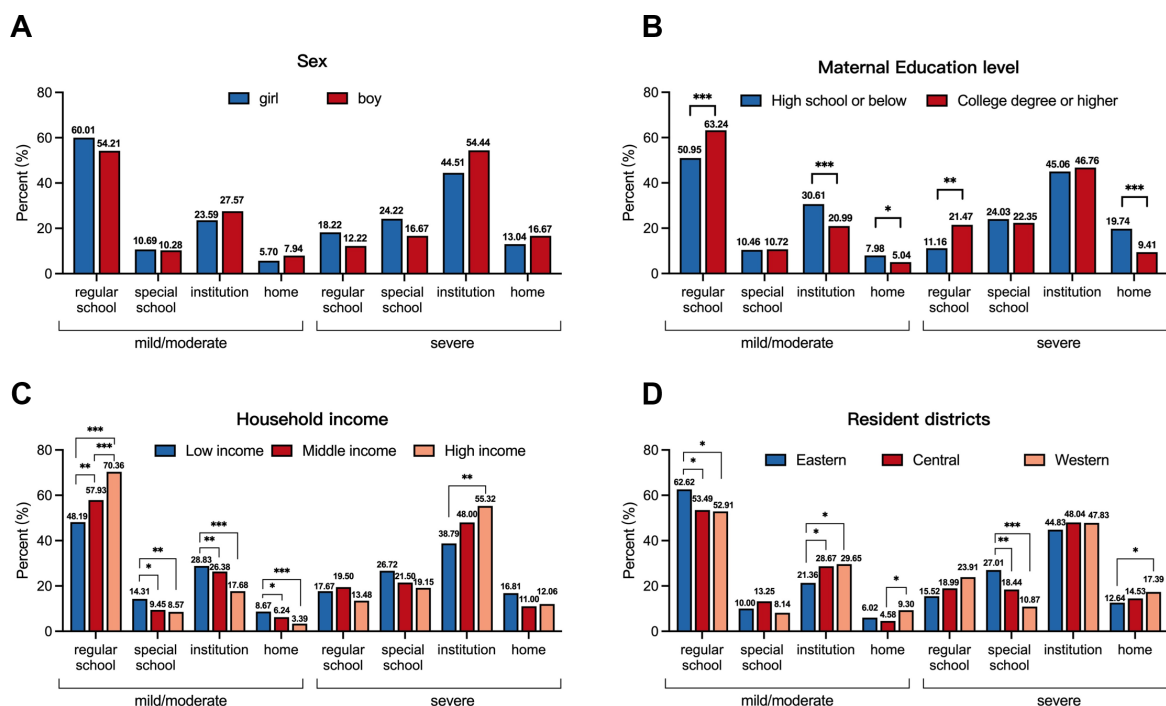 A
Sex
girl
boy
Percent (%)
80
60
40
20
0
60.01
54.21
10.69
10.28
23.59
27.57
5.70
7.94
18.22
12.22
24.22
16.67
44.51
54.44
13.04
16.67
regular school
special school
institution
home
regular school
special school
institution
home
mild/moderate
severe
B
Maternal Education level
High school or below
College degree or higher
Percent (%)
80
60
40
20
0
***
50.95
63.24
10.46
10.72
***
30.61
20.99
*
7.98
5.04
**
11.16
21.47
24.03
22.35
45.06
46.76
***
19.74
9.41
regular school
special school
institution
home
regular school
special school
institution
home
mild/moderate
severe
C
Household income
Low income
Middle income
High income
Percent (%)
80
60
40
20
0
***
***
**
48.19
57.93
70.36
**
*
14.31
9.45
8.57
***
**
28.83
26.38
17.68
***
*
8.67
6.24
3.39
17.67
19.50
13.48
26.72
21.50
19.15
**
38.79
48.00
55.32
16.81
11.00
12.06
regular school
special school
institution
home
regular school
special school
institution
home
mild/moderate
severe
D
Resident districts
Eastern
Central
Western
Percent (%)
80
60
40
20
0
*
*
62.62
53.49
52.91
10.00
13.25
8.14
*
*
21.36
28.67
29.65
*
6.02
4.58
9.30
15.52
18.99
23.91
***
**
27.01
18.44
10.87
44.83
48.04
47.83
*
12.64
14.53
17.39
regular school
special school
institution
home
regular school
special school
institution
home
mild/moderate
severe